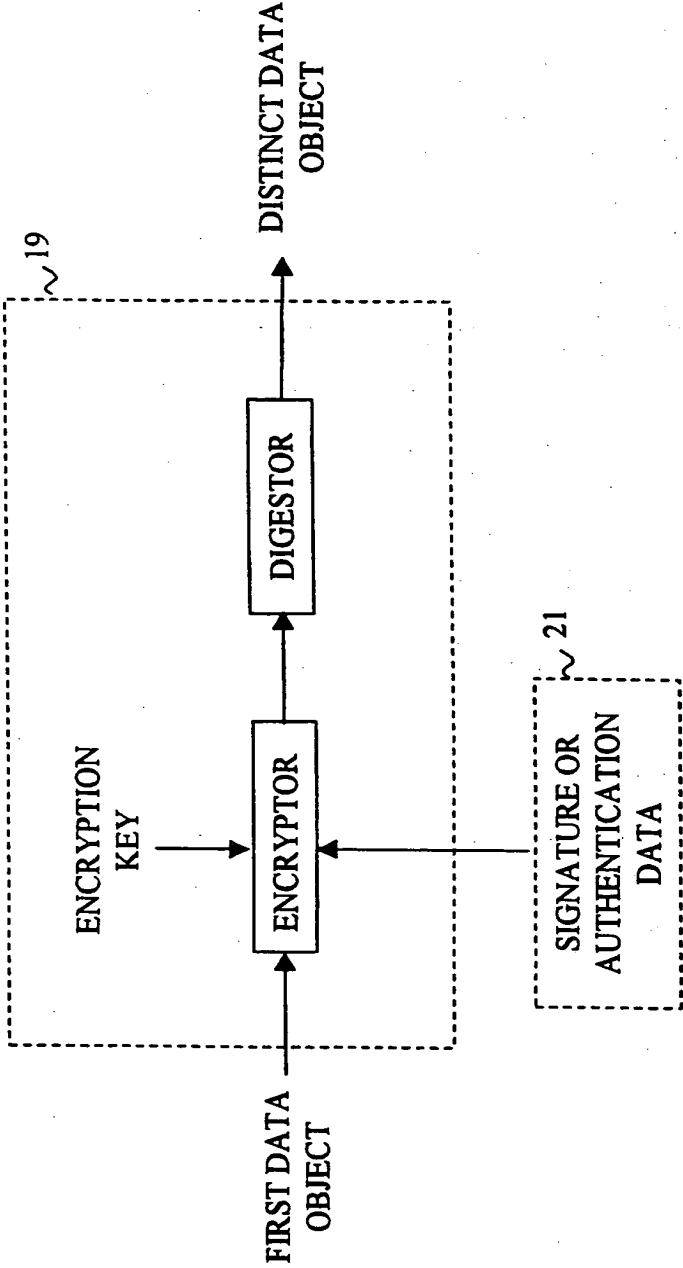 19
ENCRYPTION
KEY
FIRST DATA
OBJECT
ENCRYPTOR
DIGESTOR
DISTINCT DATA
OBJECT
21
SIGNATURE OR
AUTHENTICATION
DATA